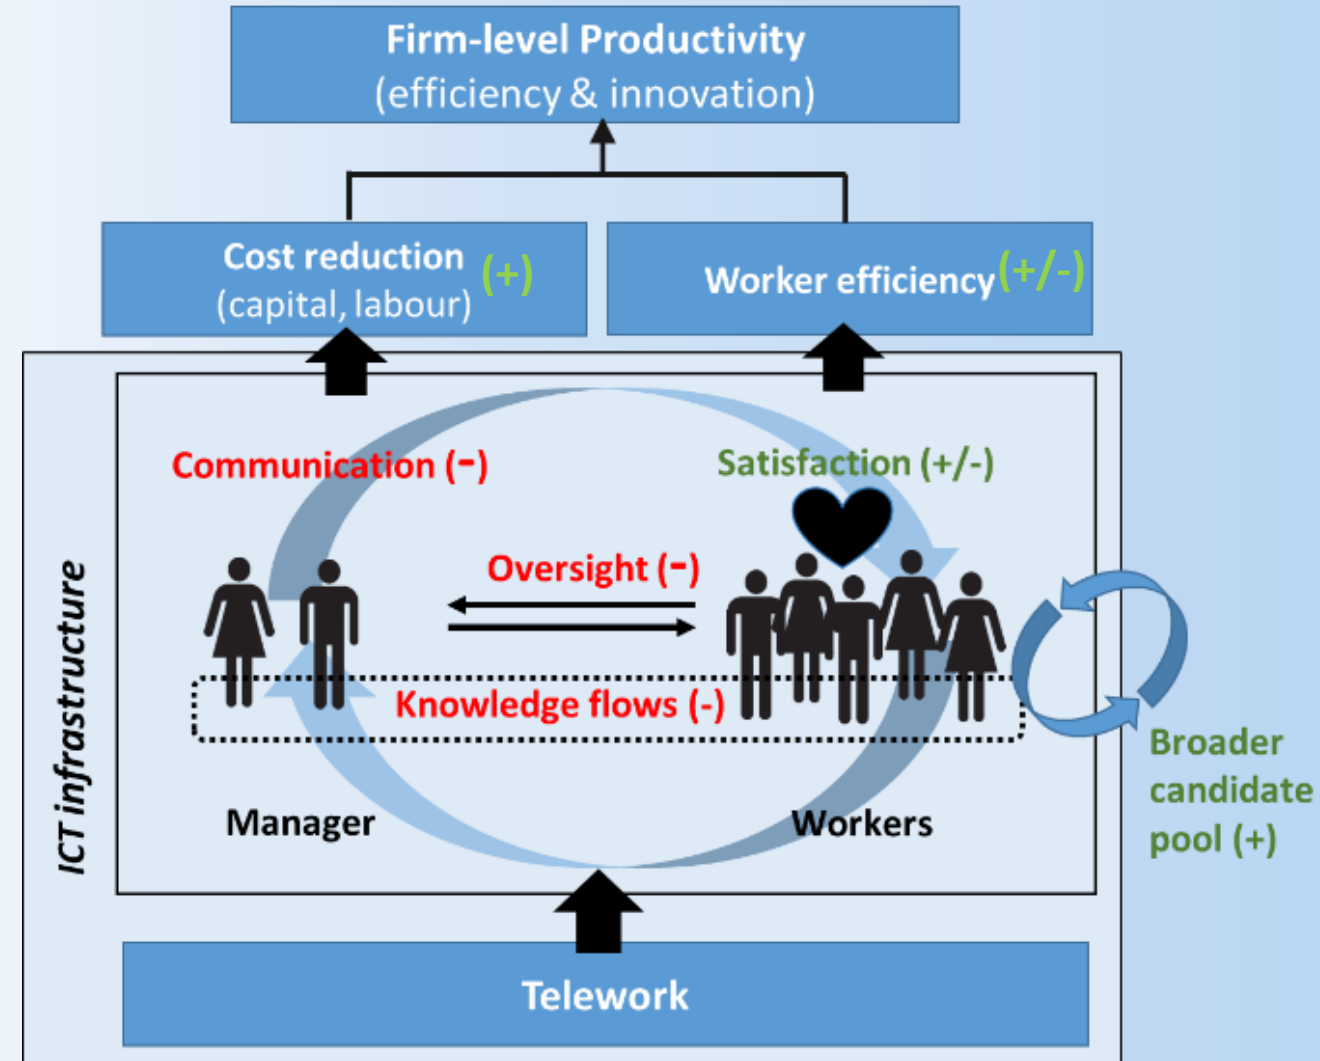 Firm-level Productivity
(efficiency & innovation)
Cost reduction (+)
(capital, labour)
Worker efficiency (+/-)
Communication (-)
Satisfaction (+/-)
Oversight (-)
Knowledge flows (-)
Manager
Workers
ICT infrastructure
Broader
candidate
pool (+)
Telework